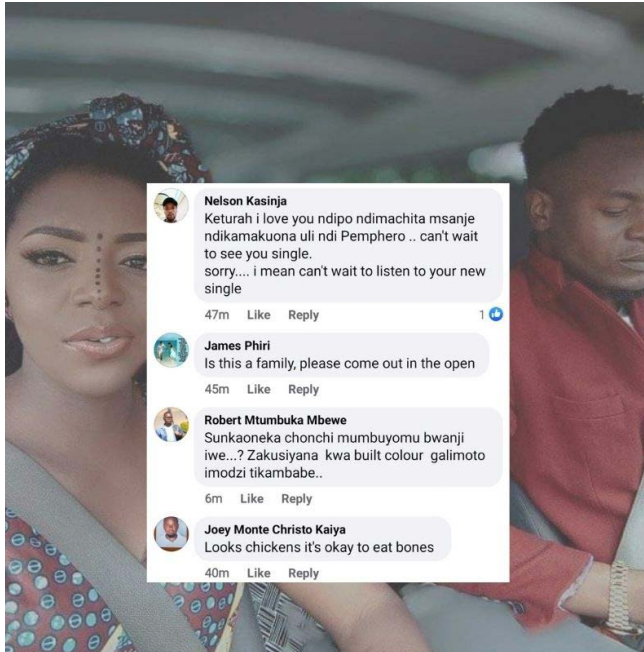 Nelson Kasinja
Keturah i love you ndipo ndimachita msanje
ndikamakuona uli ndi Pemphero .. can't wait
to see you single.
sorry.... i mean can't wait to listen to your new
single
47m Like Reply 1
James Phiri
Is this a family, please come out in the open
45m Like Reply
Robert Mtumbuka Mbewe
Sunkaoneka chonchi mumbuyomu bwanji
iwe...? Zakusiyana kwa built colour galimoto
imodzi tikambabe..
6m Like Reply
Joey Monte Christo Kaiya
Looks chickens it's okay to eat bones
40m Like Reply